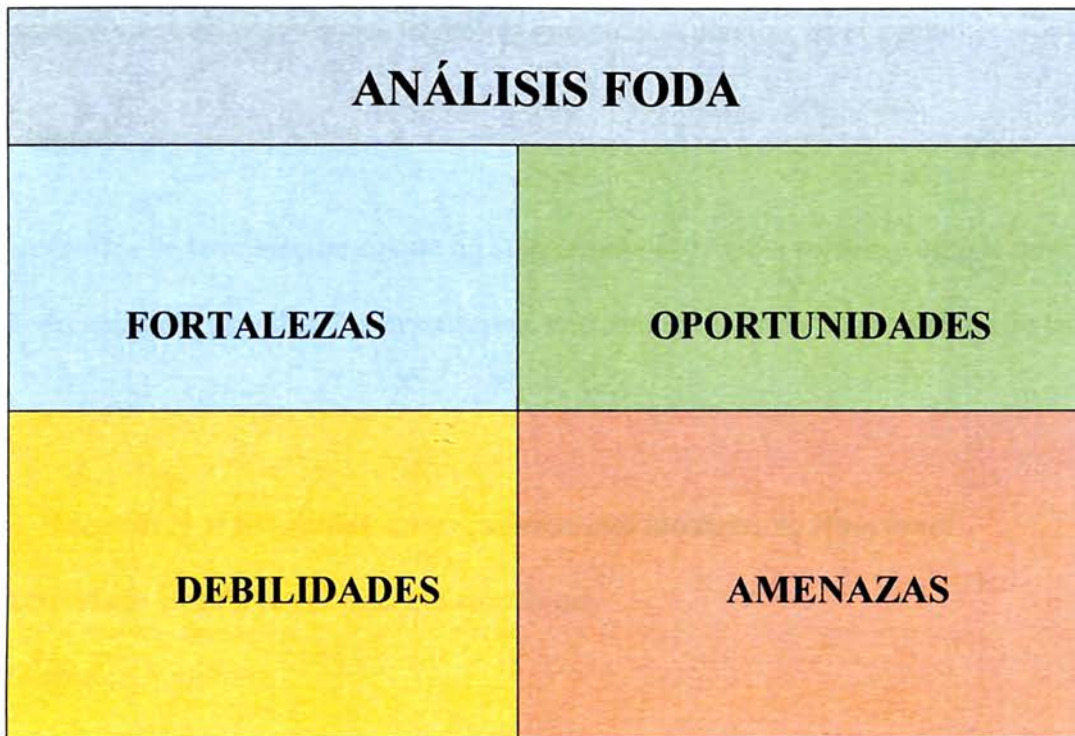 ANÁLISIS FODA
FORTALEZAS
OPORTUNIDADES
DEBILIDADES
AMENAZAS